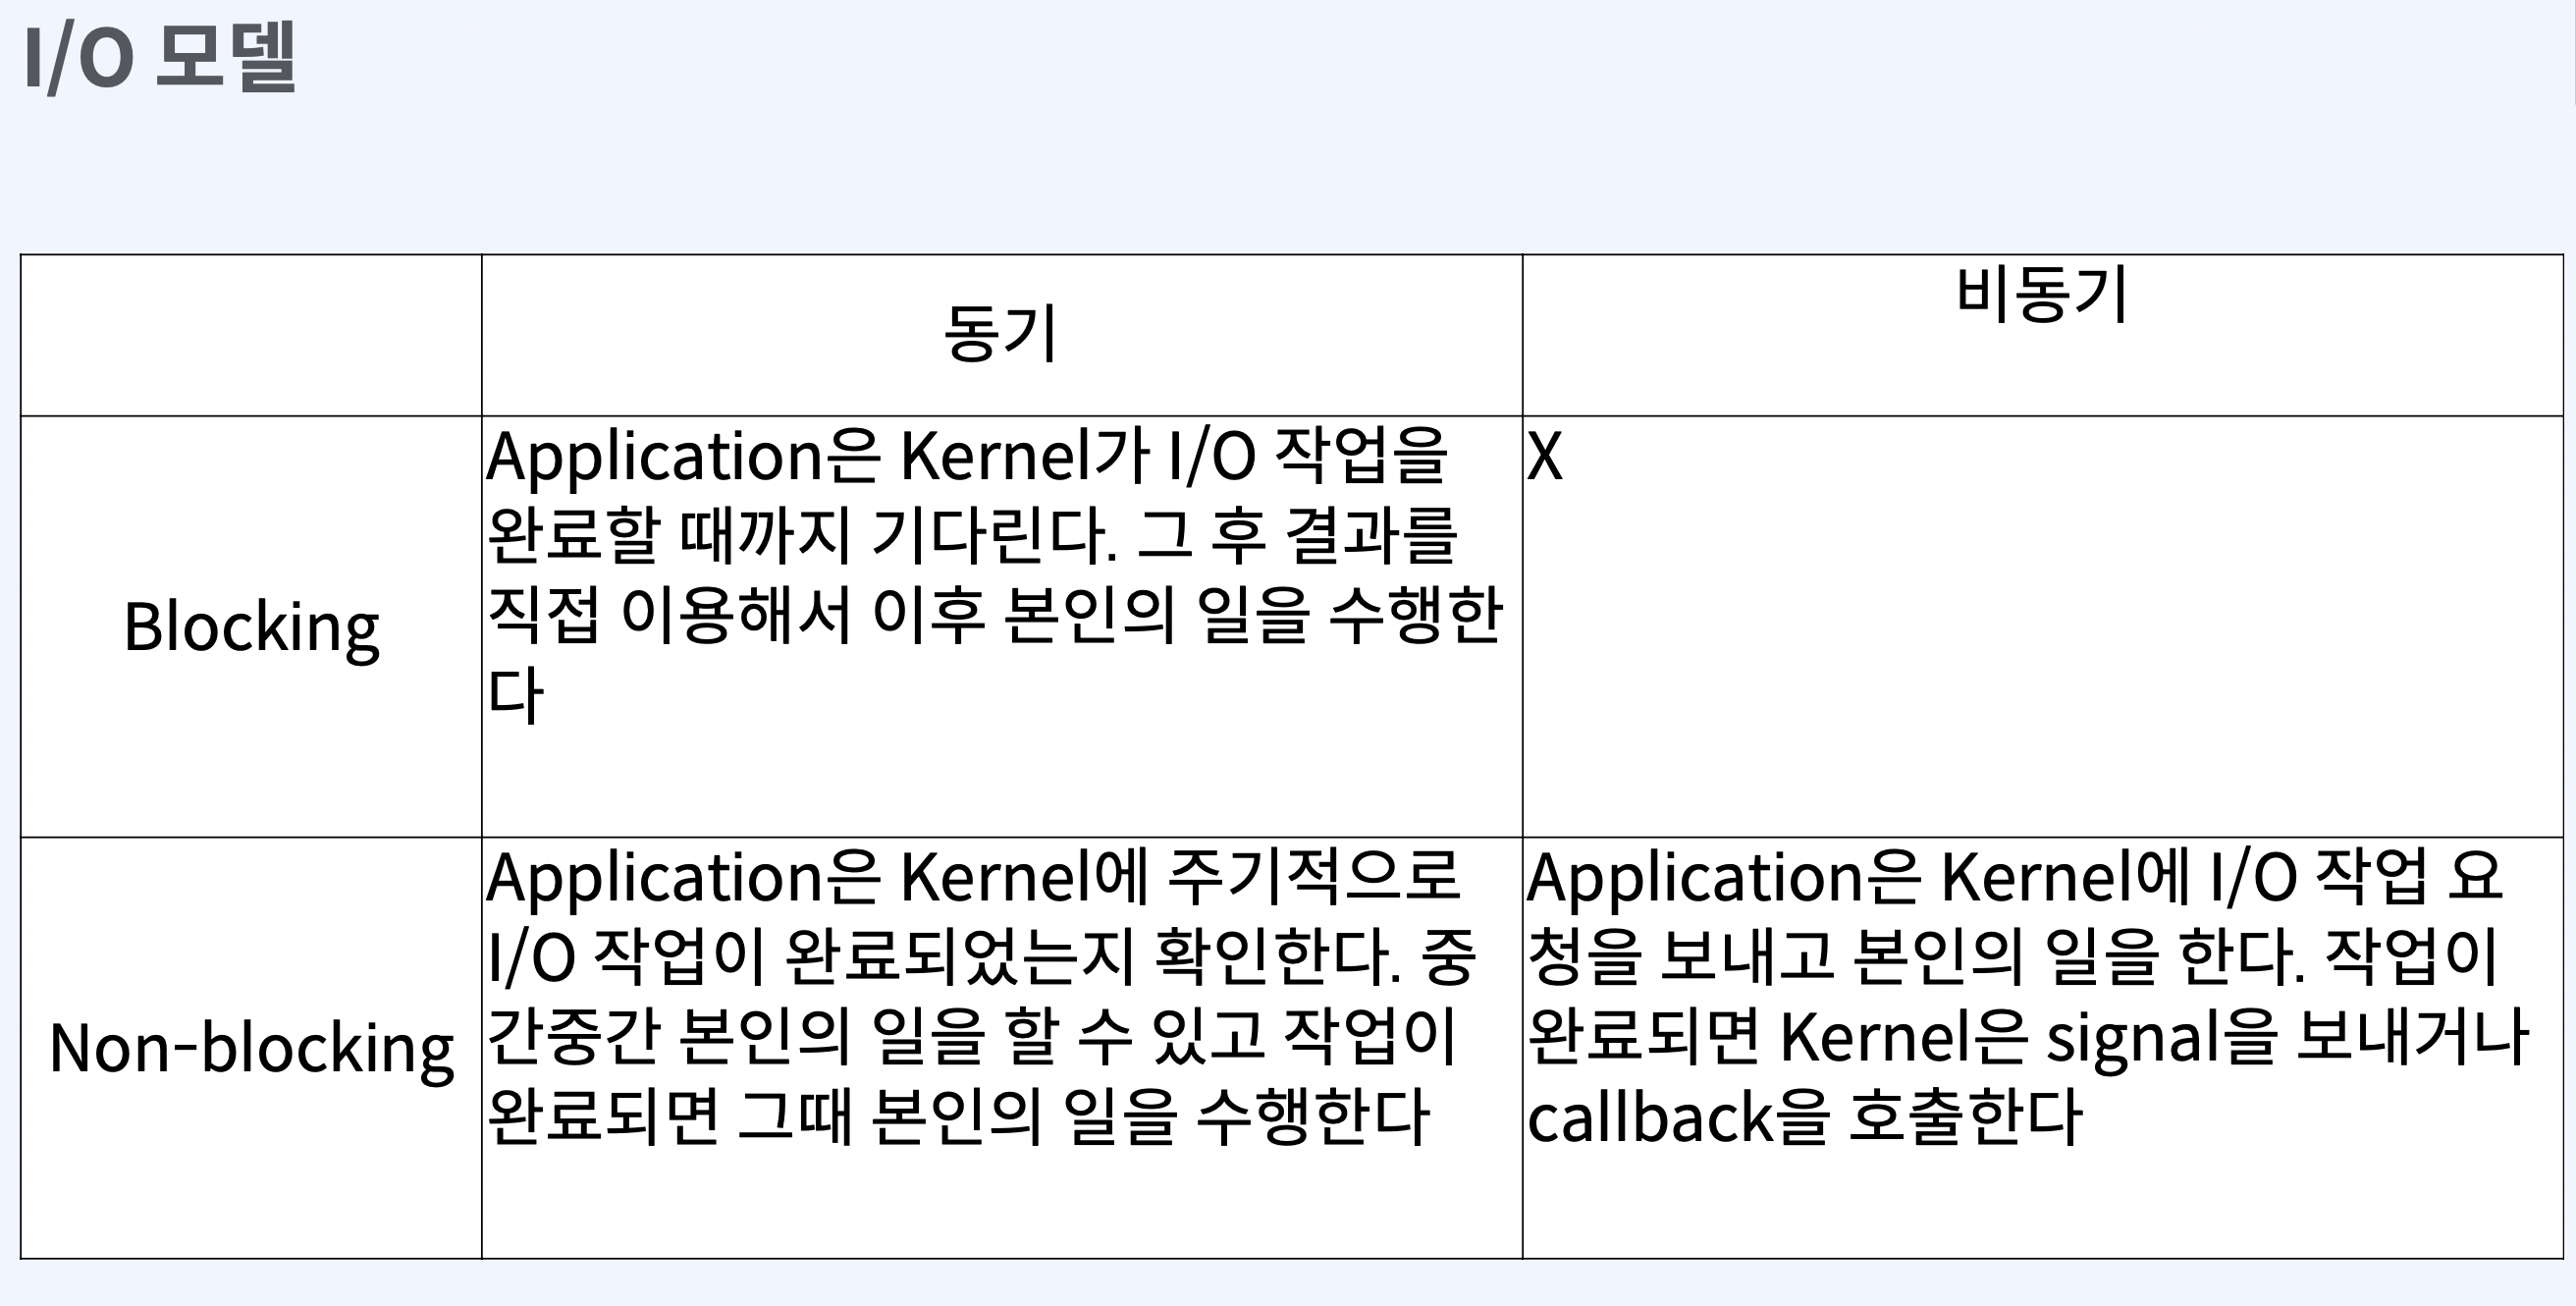 I/O 모델
동기
비동기
Blocking
Application은 Kernel가 I/O 작업을
완료할 때까지 기다린다. 그 후 결과를
직접 이용해서 이후 본인의 일을 수행한
다
X
Non-blocking
Application은 Kernel에 주기적으로
I/O 작업이 완료되었는지 확인한다. 중
간중간 본인의 일을 할 수 있고 작업이
완료되면 그때 본인의 일을 수행한다
Application은 Kernel에 I/O 작업 요
청을 보내고 본인의 일을 한다. 작업이
완료되면 Kernel은 signal을 보내거나
callback을 호출한다